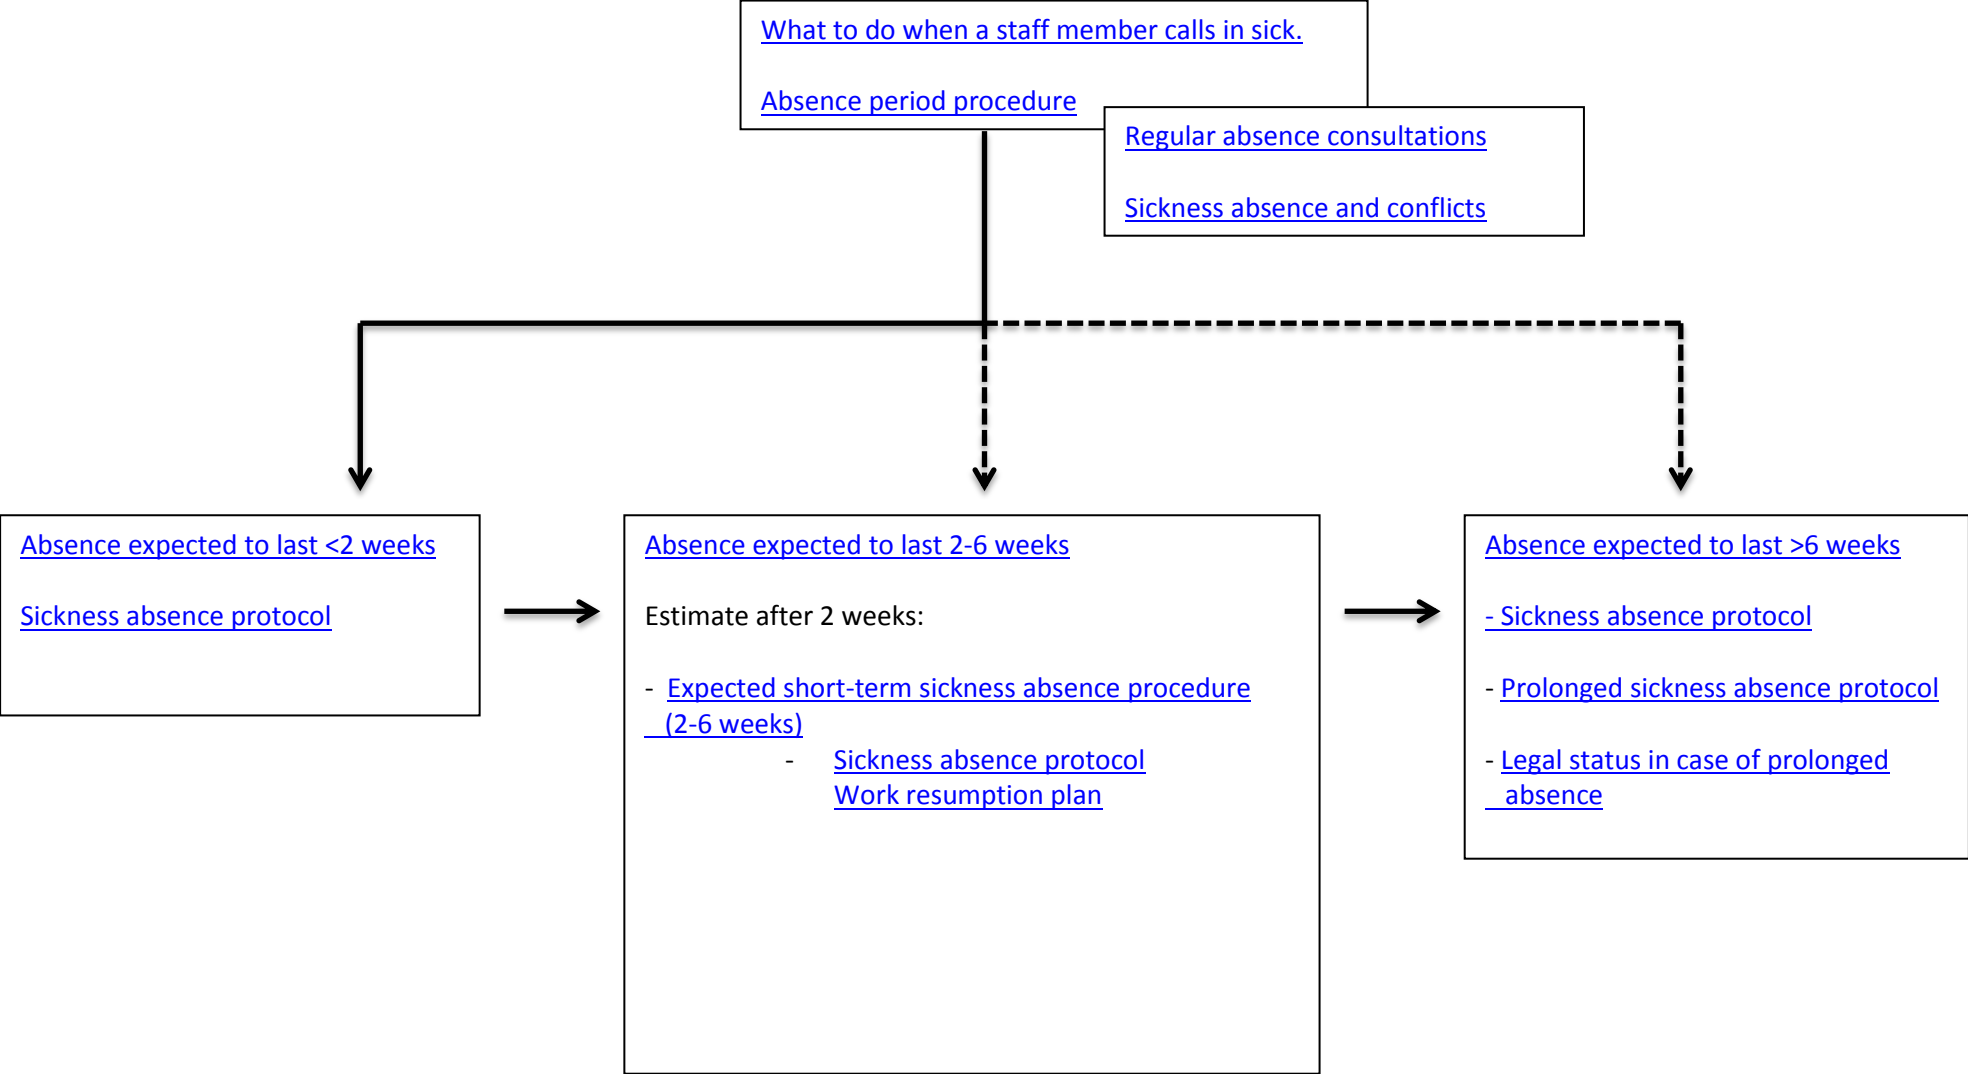 What to do when a staff member calls in sick.
Absence period procedure
Regular absence consultations
Sickness absence and conflicts
Absence expected to last <2 weeks
Sickness absence protocol
Absence expected to last 2-6 weeks
Estimate after 2 weeks:
- Expected short-term sickness absence procedure
(2-6 weeks)
- Sickness absence protocol
Work resumption plan
Absence expected to last >6 weeks
- Sickness absence protocol
- Prolonged sickness absence protocol
- Legal status in case of prolonged
absence